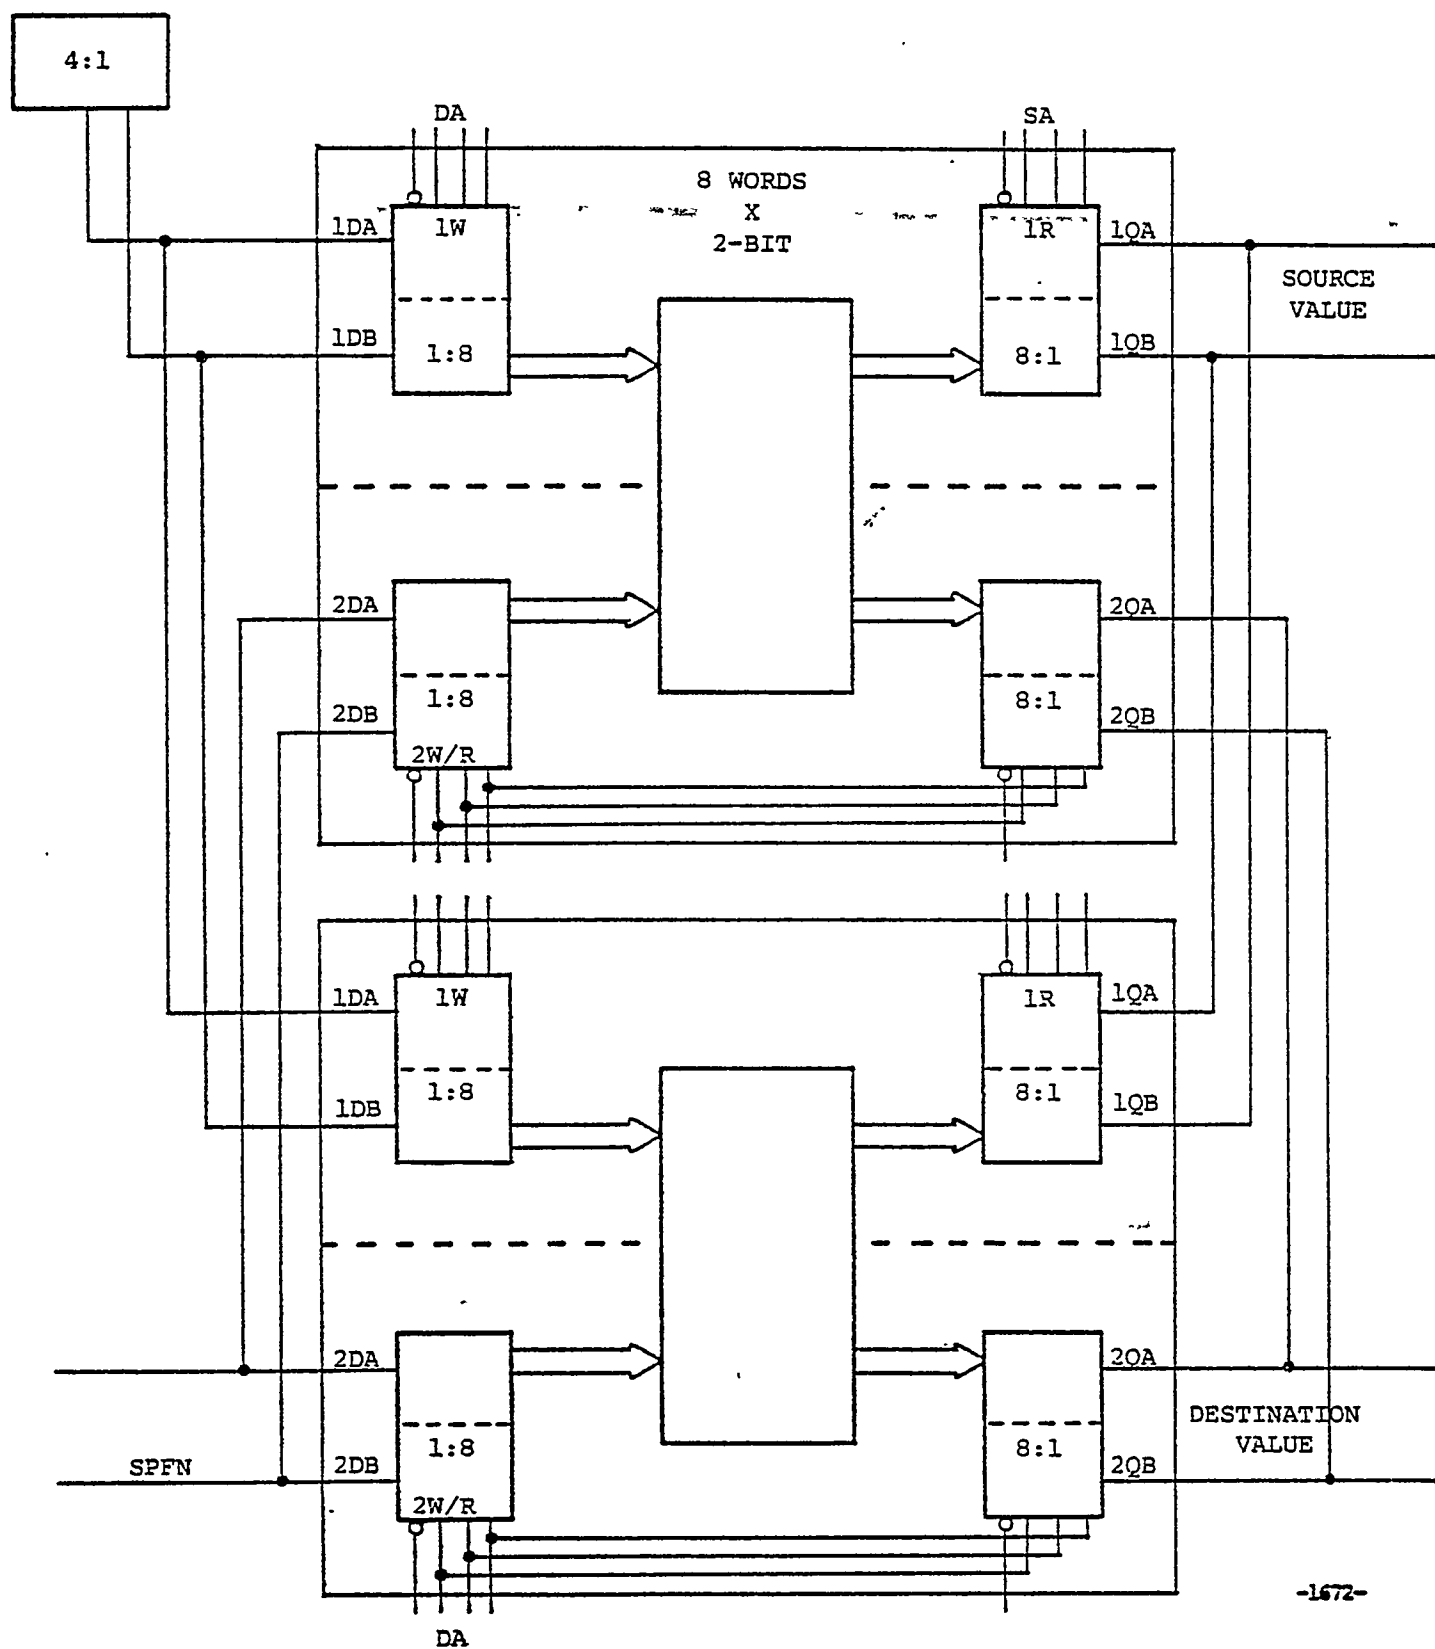 4:1
DA
SA
8 WORDS
X
2-BIT
1DA
1W
1R
1QA
SOURCE
VALUE
1DB
1:8
8:1
1QB
2DA
2QA
1:8
8:1
2DB
2QB
2W/R
1DA
1W
1R
1QA
1:8
8:1
1DB
1QB
2DA
2QA
DESTINATION
VALUE
1:8
8:1
SPFN
2DB
2QB
2W/R
-1672-
DA